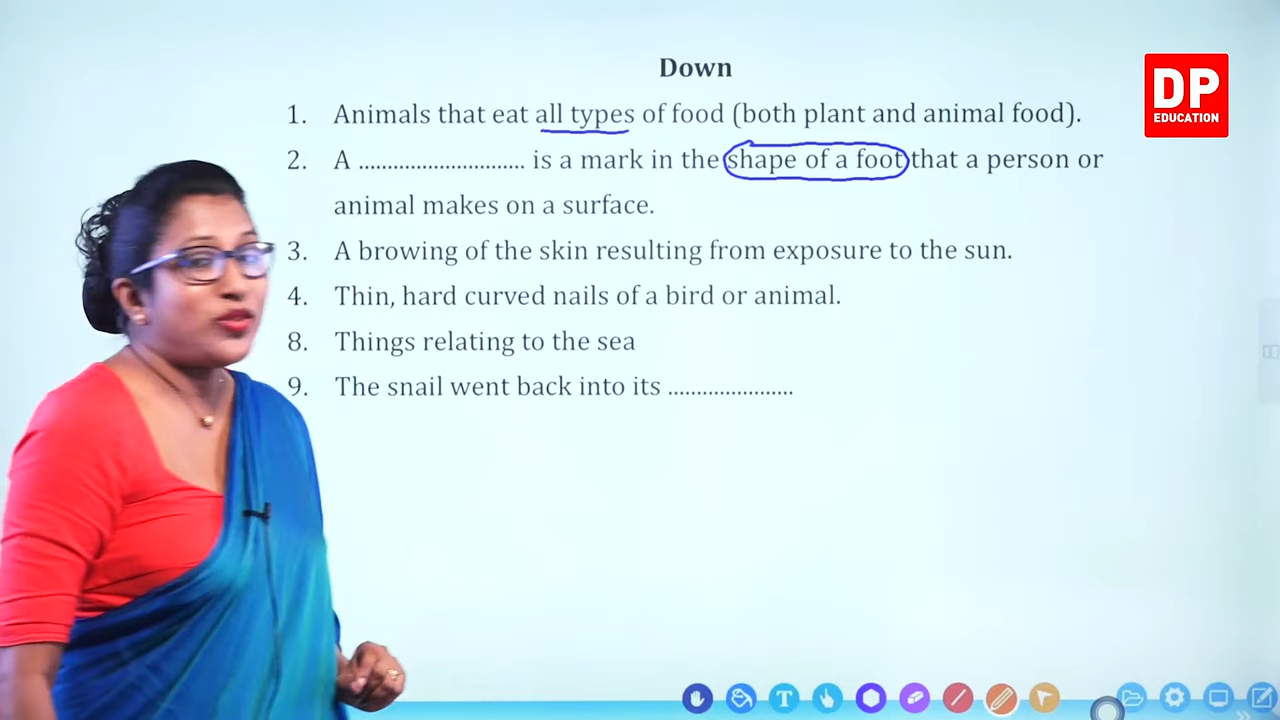 Down
1. Animals that eat all types of food (both plant and animal food).
2. A ............................ is a mark in the shape of a foot that a person or
animal makes on a surface.
3. A browing of the skin resulting from exposure to the sun.
4. Thin, hard curved nails of a bird or animal.
8. Things relating to the sea
9. The snail went back into its .....................
DP
EDUCATION